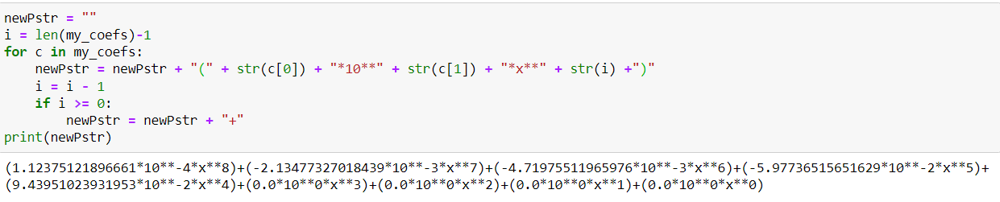 newPstr = ""
i = len(my_coefs)-1
for c in my_coefs:
    newPstr = newPstr + "(" + str(c[0]) + "*10**" + str(c[1]) + "*x**" + str(i) +")"
    i = i - 1
    if i >= 0:
        newPstr = newPstr + "+"
print(newPstr)
(1.12375121896661*10**-4*x**8)+(-2.13477327018439*10**-3*x**7)+(-4.71975511965976*10**-3*x**6)+(-5.97736515651629*10**-2*x**5)+
(9.43951023931953*10**-2*x**4)+(0.0*10**0*x**3)+(0.0*10**0*x**2)+(0.0*10**0*x**1)+(0.0*10**0*x**0)